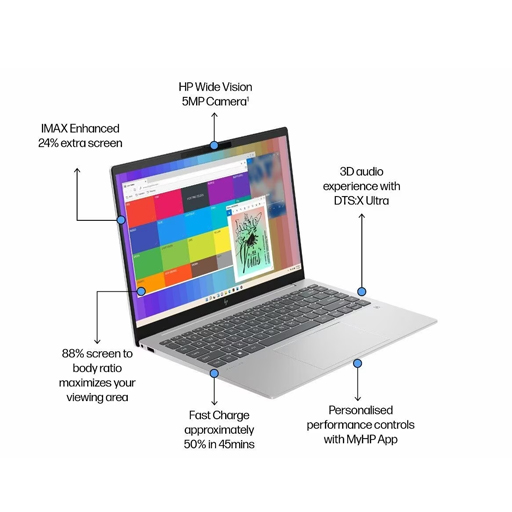 HP Wide Vision
5MP Camera¹
IMAX Enhanced
24% extra screen
3D audio
experience with
DTS:X Ultra
88% screen to
body ratio
maximizes your
viewing area
Fast Charge
approximately
50% in 45mins
Personalised
performance controls
with MyHP App